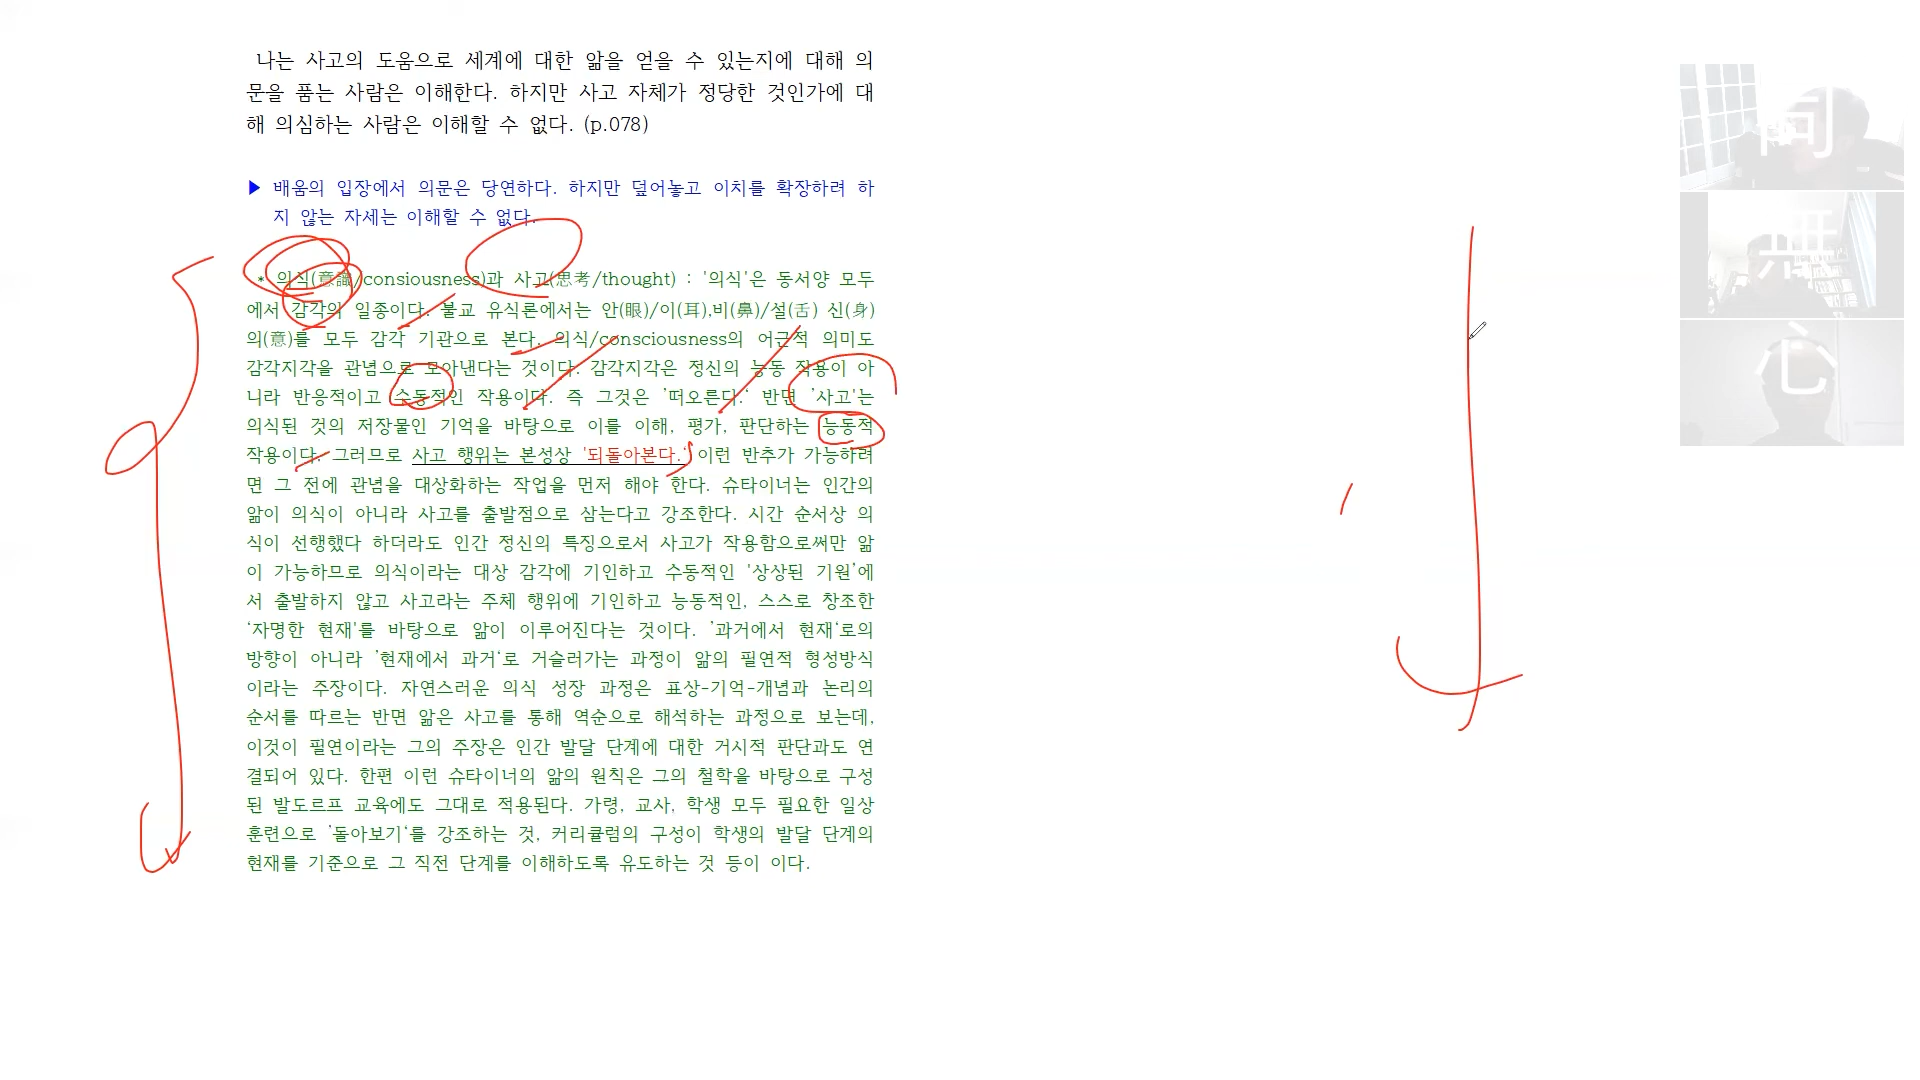 나는 사고의 도움으로 세계에 대한 앎을 얻을 수 있는지에 대해 의
문을 품는 사람은 이해한다. 하지만 사고 자체가 정당한 것인가에 대
해 의심하는 사람은 이해할 수 없다. (p.078)
▶ 배움의 입장에서 의문은 당연하다. 하지만 덮어놓고 이치를 확장하려 하
지 않는 자세는 이해할 수 없다.
* 의식(意識/consiousness)과 사고(思考/thought) : '의식'은 동서양 모두
에서 감각의 일종이다. 불교 유식론에서는 안(眼)/이(耳),비(鼻)/설(舌) 신(身)
의(意)를 모두 감각 기관으로 본다. 의식/consciousness의 어근적 의미도
감각지각을 관념으로 모아낸다는 것이다. 감각지각은 정신의 능동 작용이 아
니라 반응적이고 수동적인 작용이다. 즉 그것은 '떠오른다.' 반면 '사고'는
의식된 것의 저장물인 기억을 바탕으로 이를 이해, 평가, 판단하는 능동적
작용이다. 그러므로 사고 행위는 본성상 '되돌아본다.' 이런 반추가 가능하려
면 그 전에 관념을 대상화하는 작업을 먼저 해야 한다. 슈타이너는 인간의
앎이 의식이 아니라 사고를 출발점으로 삼는다고 강조한다. 시간 순서상 의
식이 선행했다 하더라도 인간 정신의 특징으로서 사고가 작용함으로써만 앎
이 가능하므로 의식이라는 대상 감각에 기인하고 수동적인 '상상된 기원'에
서 출발하지 않고 사고라는 주체 행위에 기인하고 능동적인, 스스로 창조한
'자명한 현재'를 바탕으로 앎이 이루어진다는 것이다. '과거에서 현재'로의
방향이 아니라 '현재에서 과거'로 거슬러가는 과정이 앎의 필연적 형성방식
이라는 주장이다. 자연스러운 의식 성장 과정은 표상-기억-개념과 논리의
순서를 따르는 반면 앎은 사고를 통해 역순으로 해석하는 과정으로 보는데,
이것이 필연이라는 그의 주장은 인간 발달 단계에 대한 거시적 판단과도 연
결되어 있다. 한편 이런 슈타이너의 앎의 원칙은 그의 철학을 바탕으로 구성
된 발도르프 교육에도 그대로 적용된다. 가령, 교사, 학생 모두 필요한 일상
훈련으로 '돌아보기'를 강조하는 것, 커리큘럼의 구성이 학생의 발달 단계의
현재를 기준으로 그 직전 단계를 이해하도록 유도하는 것 등이 이다.
問
無
心